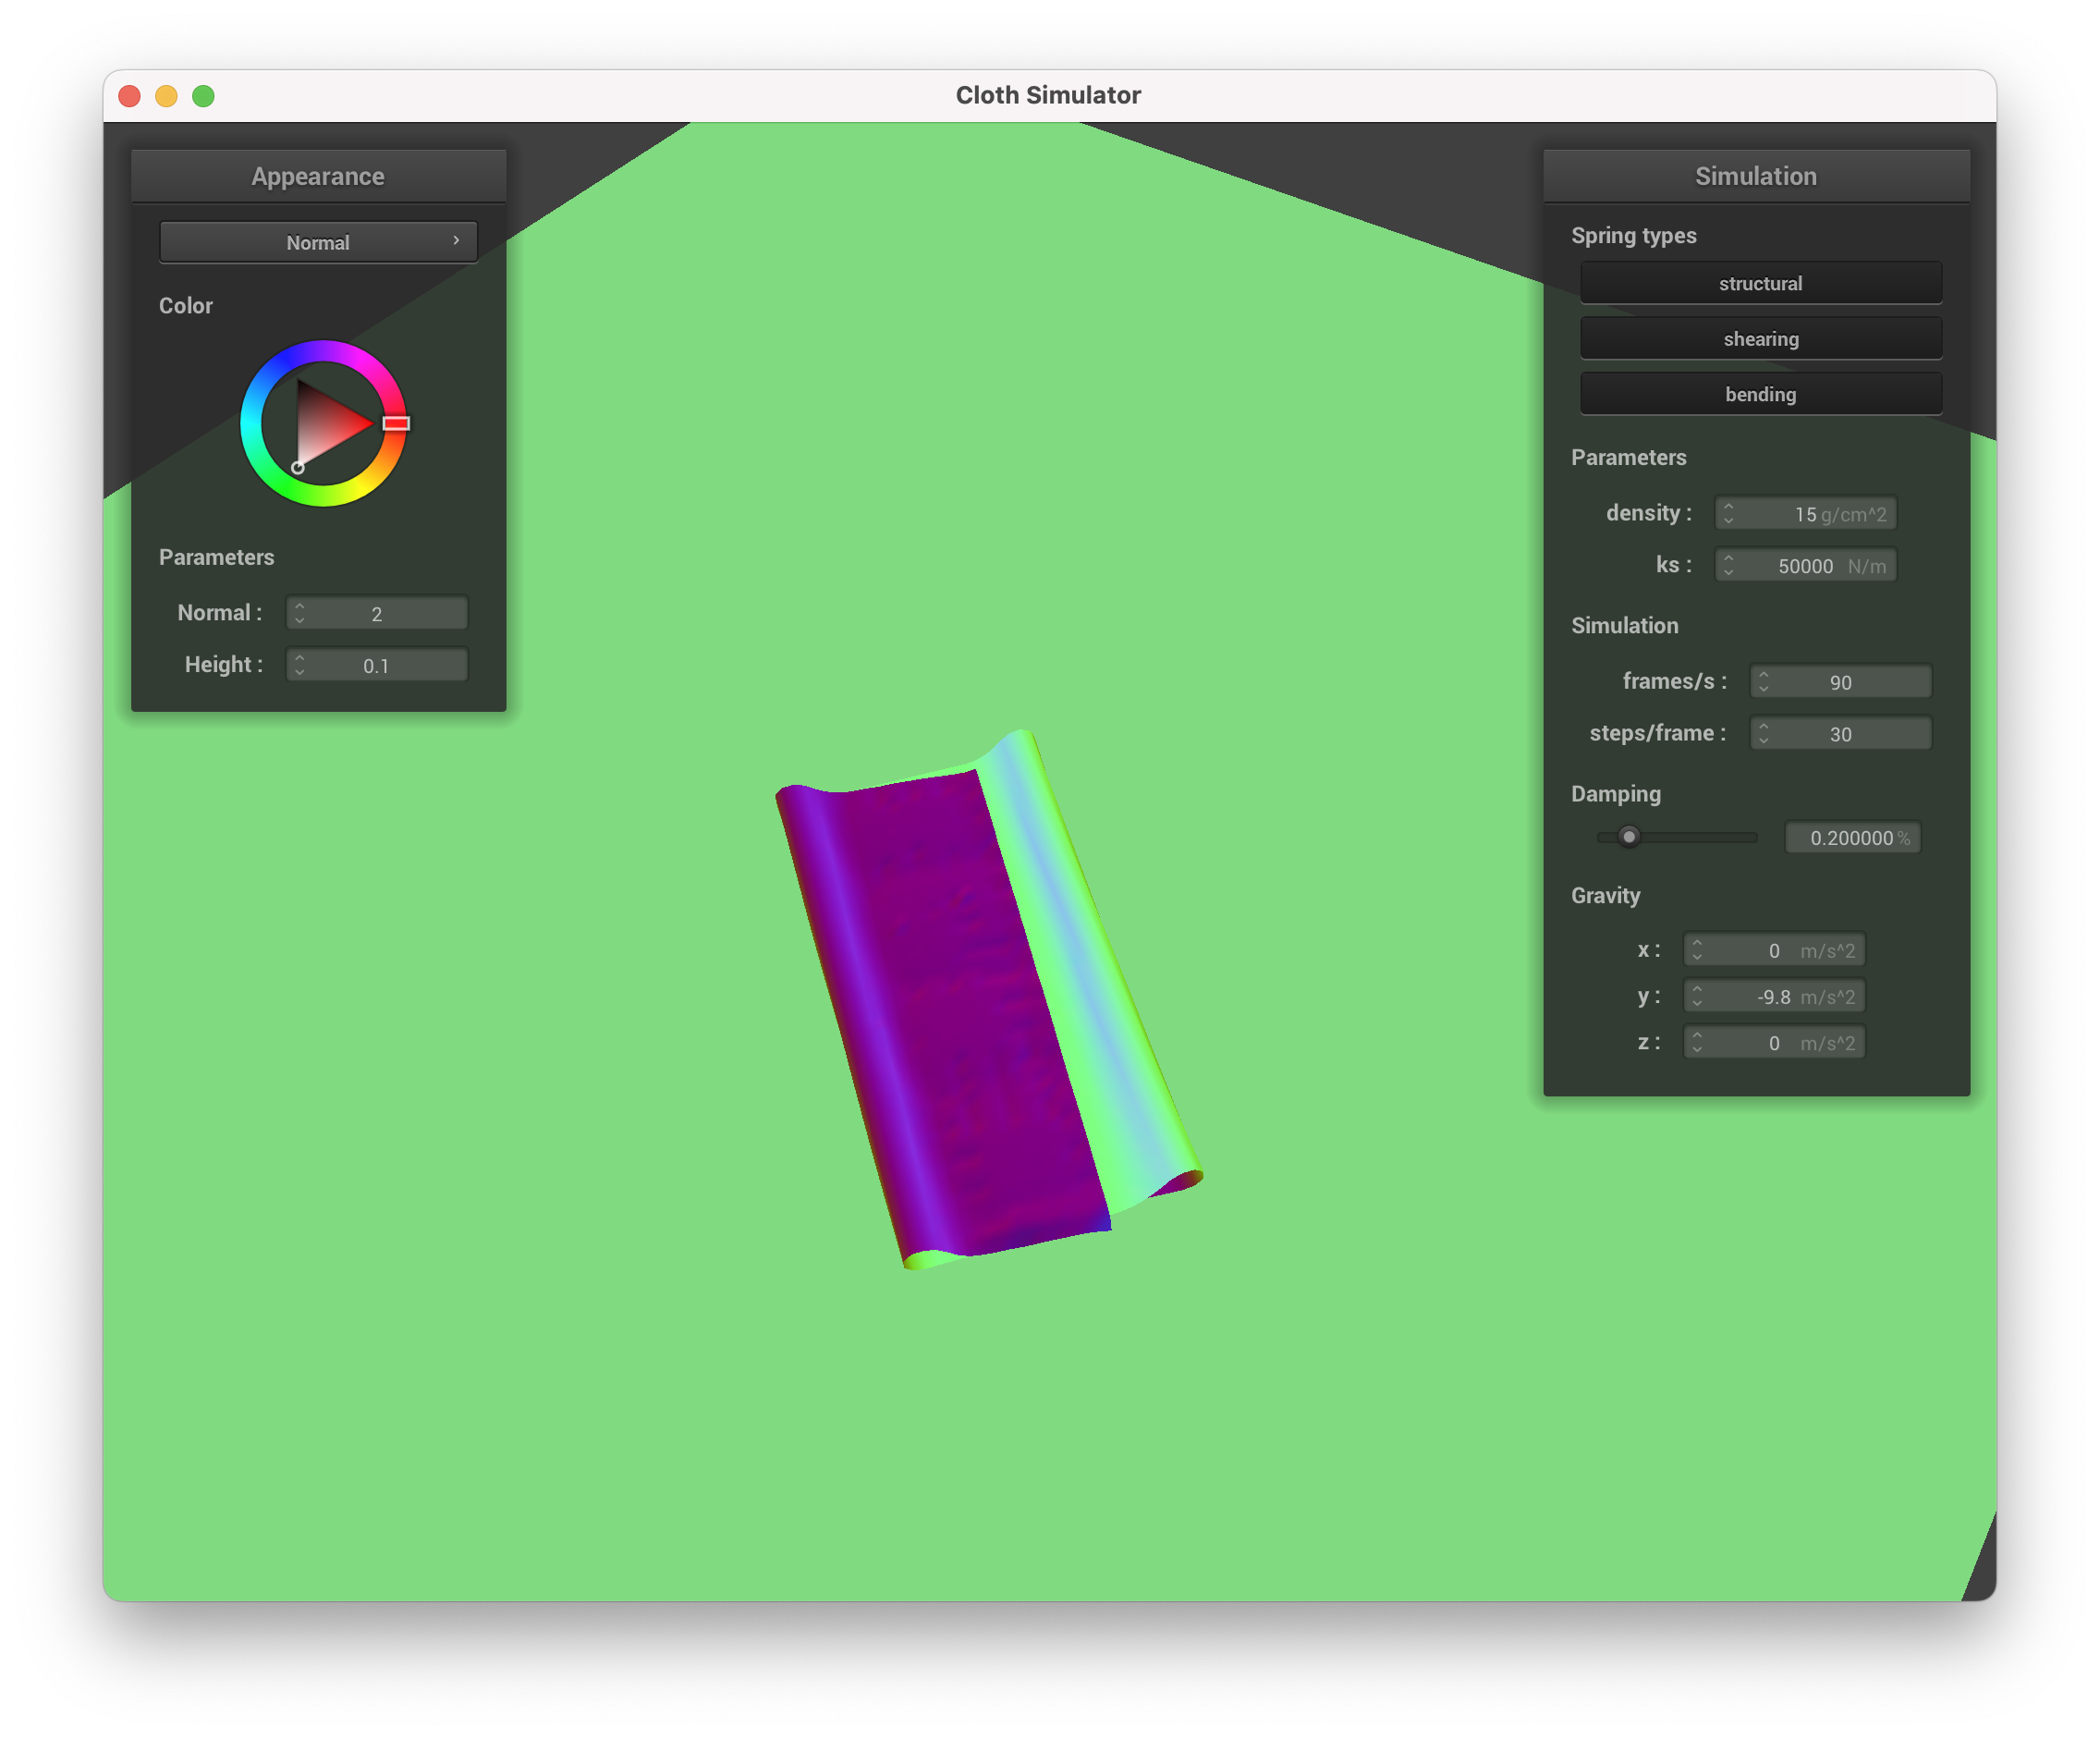 Cloth Simulator
Appearance
Normal
Color
Parameters
Normal : 2
Height : 0.1
Simulation
Spring types
structural
shearing
bending
Parameters
density : 15 g/cm^2
ks : 50000 N/m
Simulation
frames/s : 90
steps/frame : 30
Damping
0.200000 %
Gravity
x : 0 m/s^2
y : -9.8 m/s^2
z : 0 m/s^2